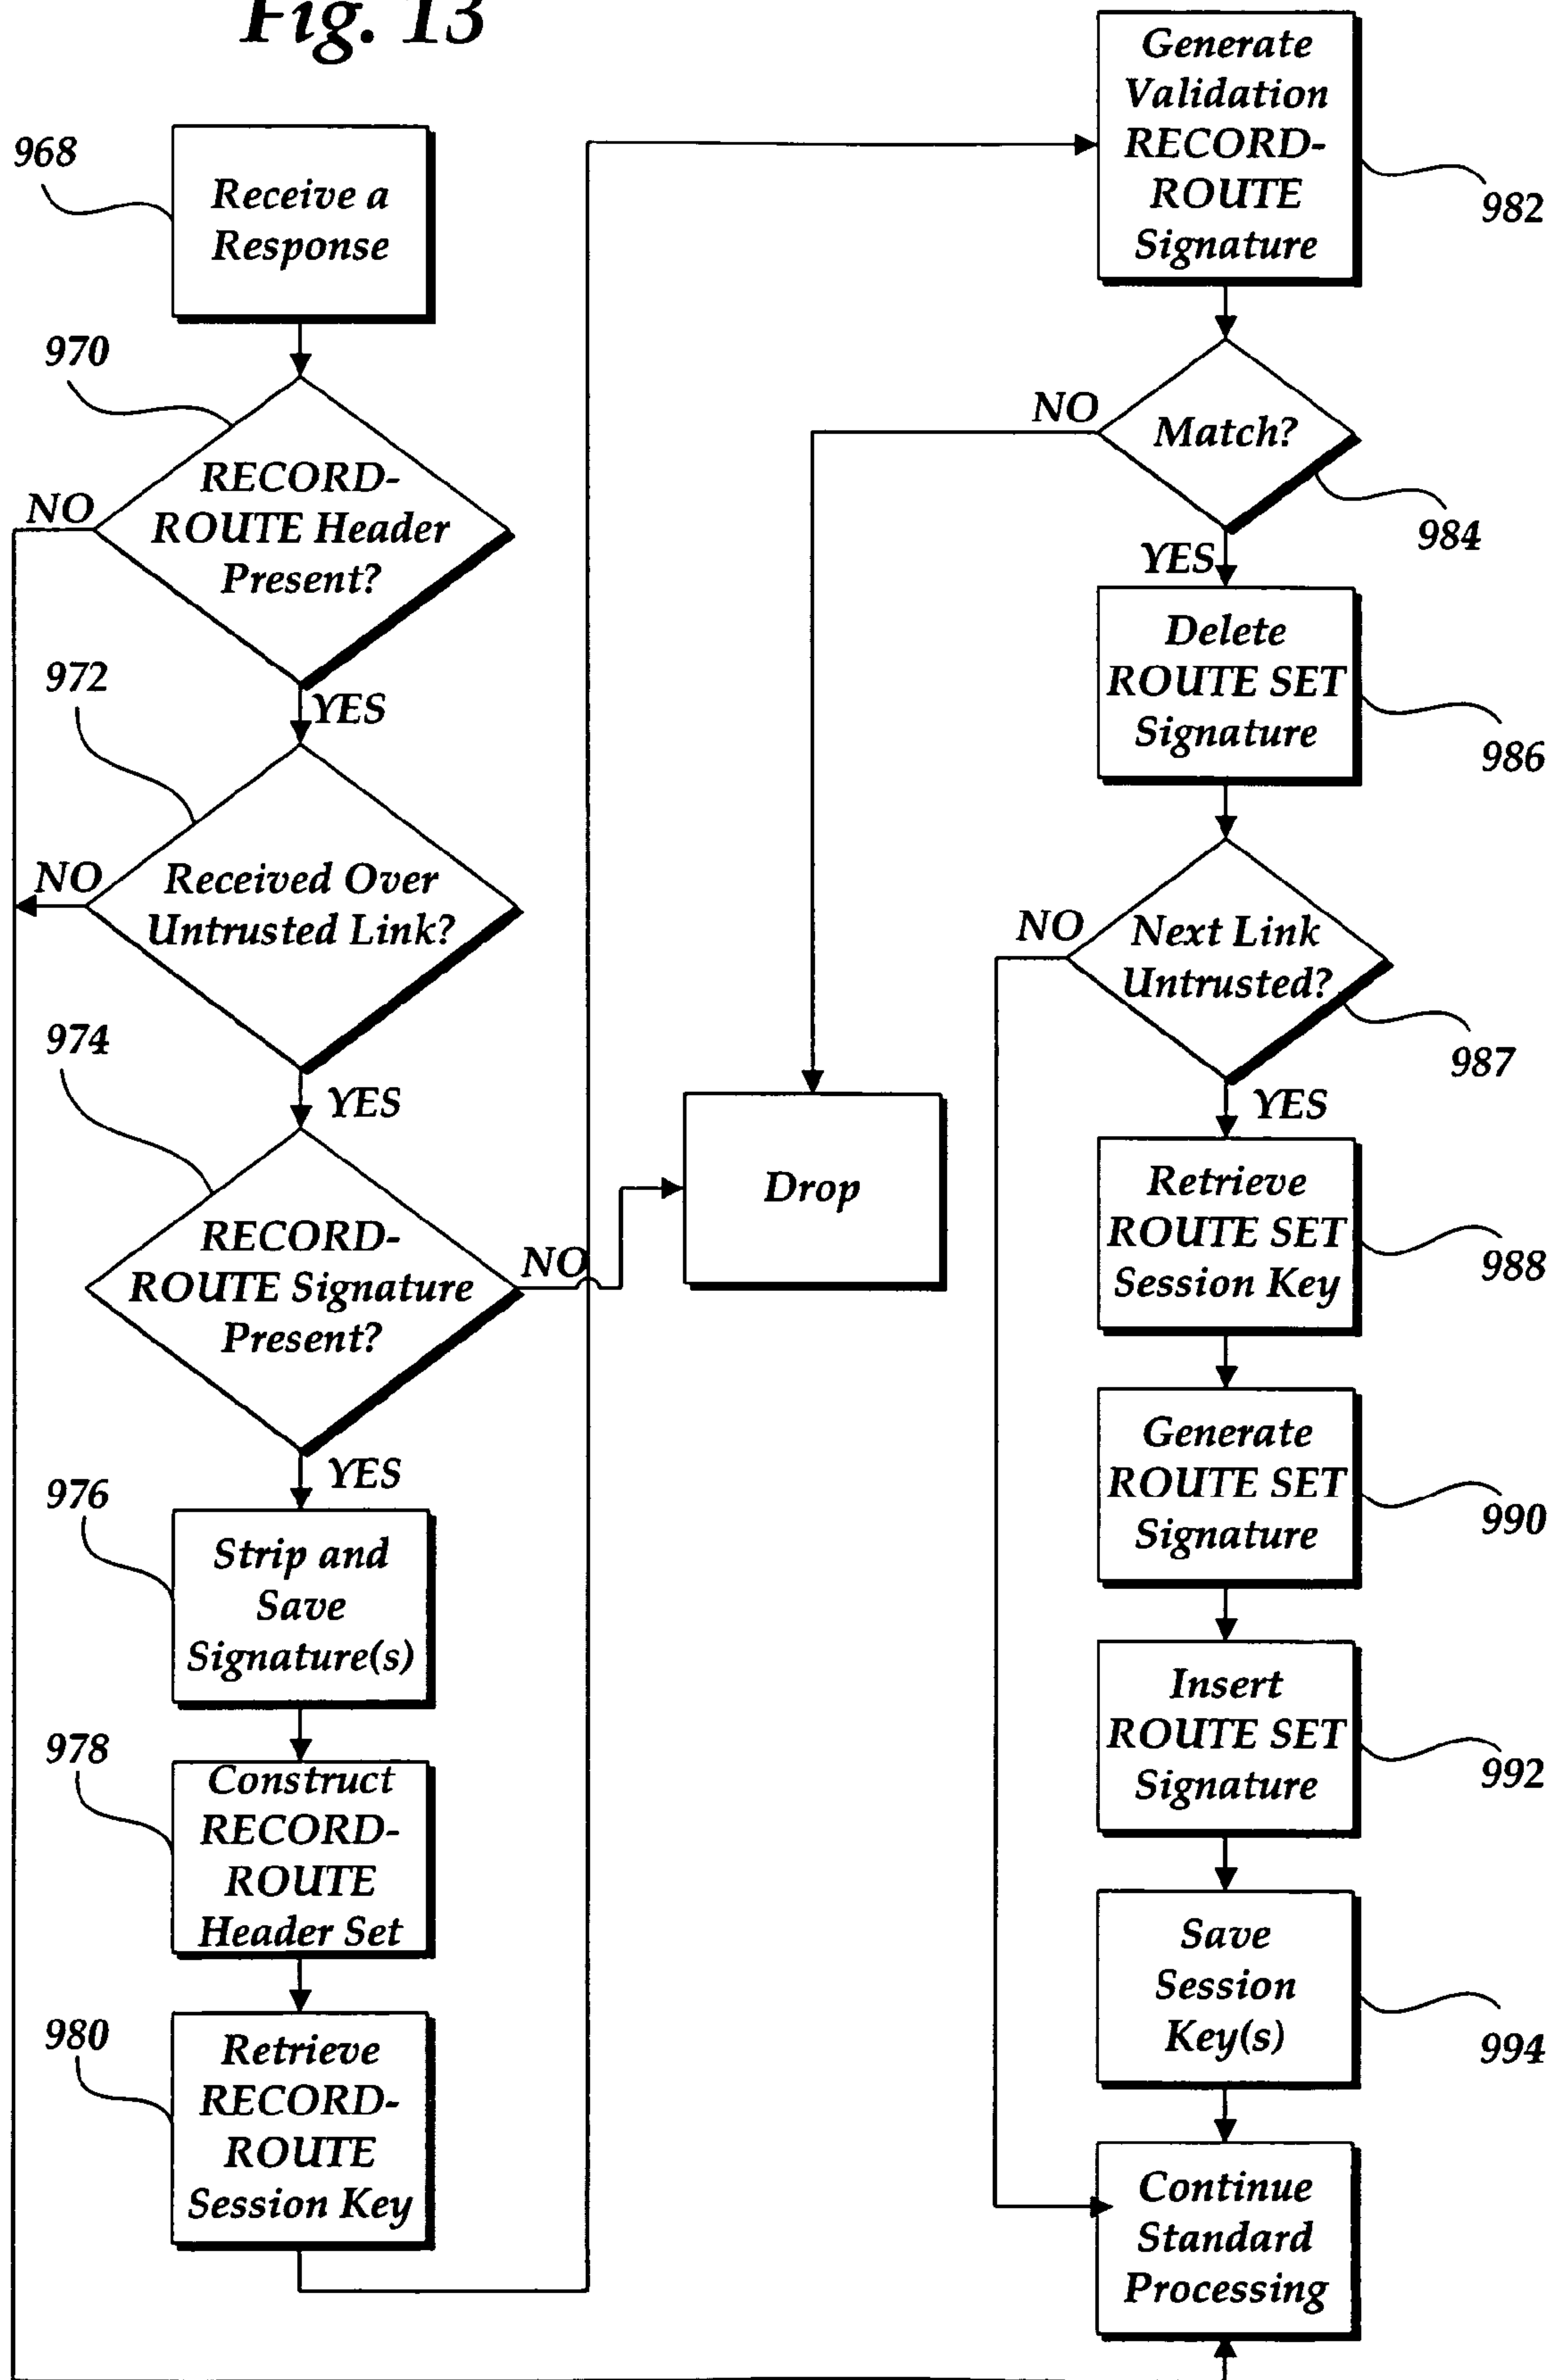 Fig. 13
968
Receive a
Response
970
RECORD-
ROUTE Header
Present?
NO
YES
972
Received Over
Untrusted Link?
NO
YES
974
RECORD-
ROUTE Signature
Present?
NO
YES
976
Strip and
Save
Signature(s)
978
Construct
RECORD-
ROUTE
Header Set
980
Retrieve
RECORD-
ROUTE
Session Key
Drop
Generate
Validation
RECORD-
ROUTE
Signature
982
Match?
NO
984
YES
Delete
ROUTE SET
Signature
986
Next Link
Untrusted?
NO
987
YES
Retrieve
ROUTE SET
Session Key
988
Generate
ROUTE SET
Signature
990
Insert
ROUTE SET
Signature
992
Save
Session
Key(s)
994
Continue
Standard
Processing